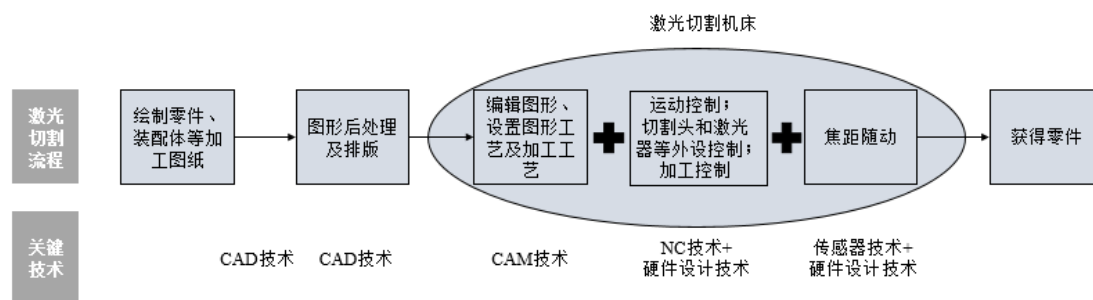 激光切割机床
激光
切割
流程
绘制零件、
装配体等加
工图纸
图形后处理
及排版
编辑图形、
设置图形工
艺及加工工
艺
运动控制；
切割头和激光
器等外设控制；
加工控制
焦距随动
获得零件
关键
技术
CAD技术
CAD技术
CAM技术
NC技术+
硬件设计技术
传感器技术+
硬件设计技术